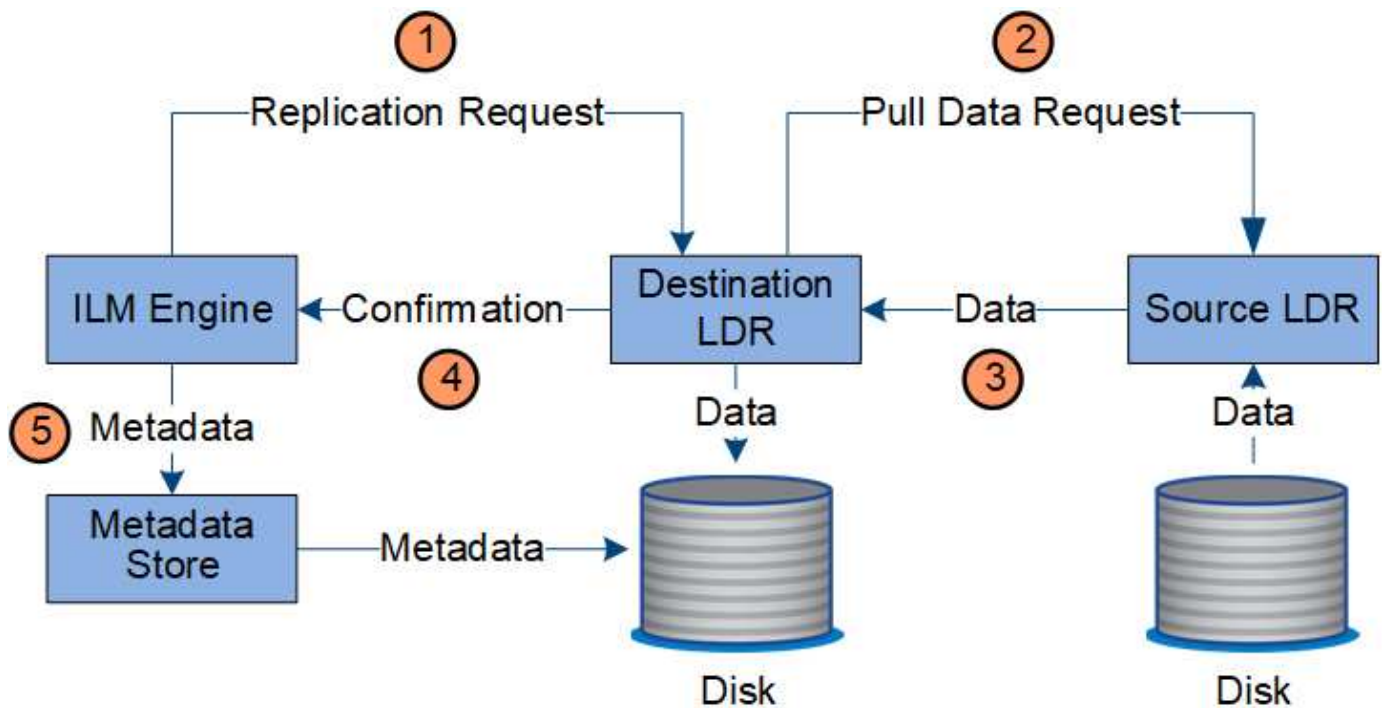 1
2
Replication Request
Pull Data Request
ILM Engine
Confirmation
Destination
LDR
Data
Source LDR
4
3
5
Metadata
Data
Data
Metadata
Store
Metadata
Disk
Disk